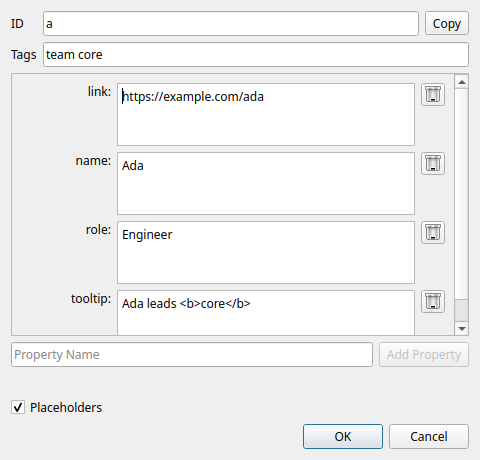 ID a Copy
Tags team core
link: https://example.com/ada
name: Ada
role: Engineer
tooltip: Ada leads <b>core</b>
Property Name Add Property
Placeholders
OK Cancel